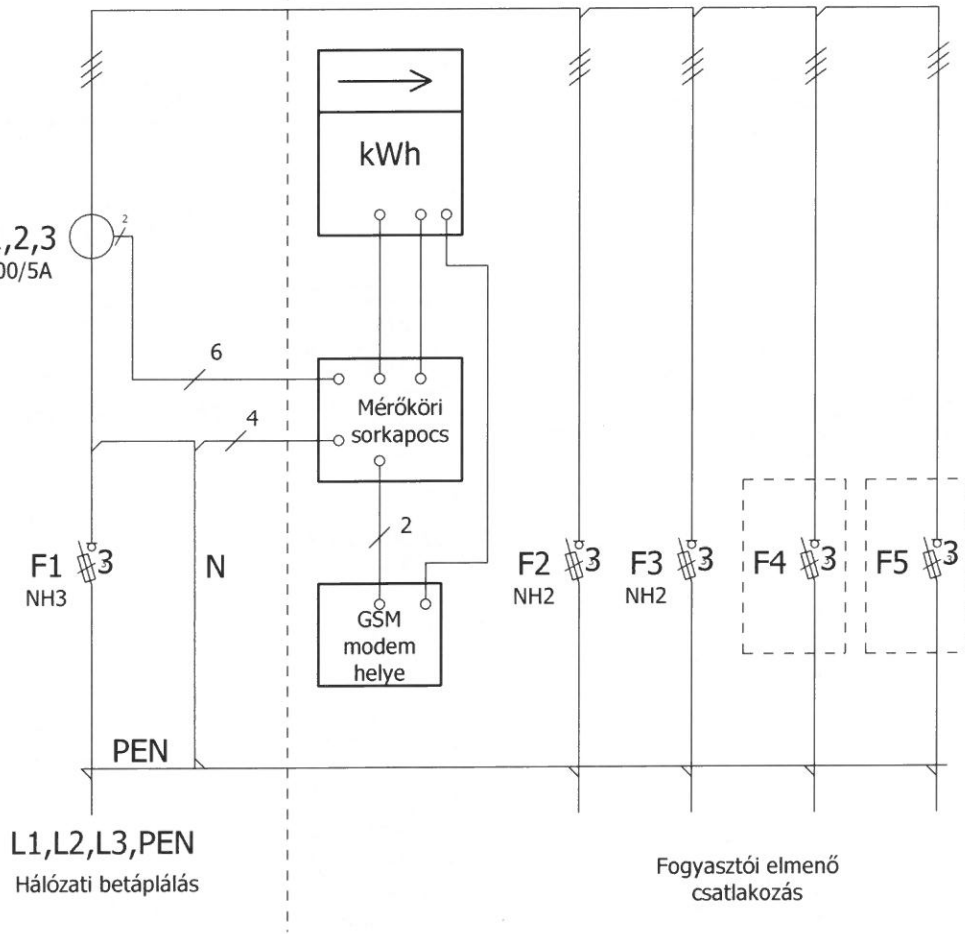 kWh
2
,2,3
00/5A
6
4
Mérőköri
sorkapocs
2
F1
3
NH3
N
F2
3
NH2
F3
3
NH2
F4
3
F5
3
GSM
modem
helye
PEN
L1,L2,L3,PEN
Hálózati betáplálás
Fogyasztói elmenő
csatlakozás